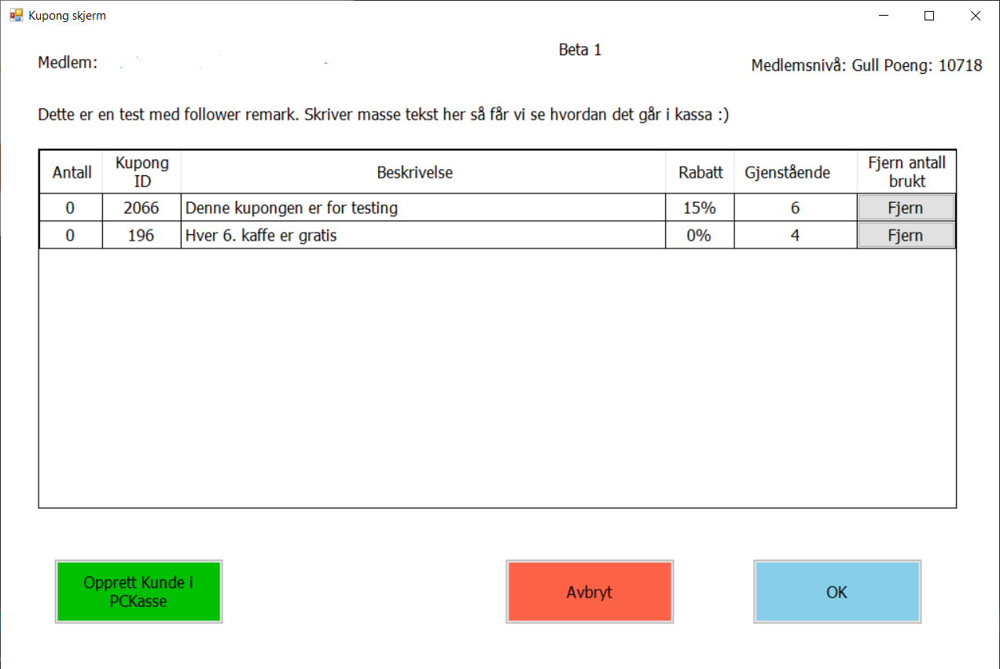 Kupong skjerm
Beta 1
Medlem:
Medlemsnivå: Gull Poeng: 10718
Dette er en test med follower remark. Skriver masse tekst her så får vi se hvordan det går i kassa :)
Antall Kupong ID Beskrivelse Rabatt Gjenstående Fjern antall brukt
0 2066 Denne kupongen er for testing 15% 6 Fjern
0 196 Hver 6. kaffe er gratis 0% 4 Fjern
Opprett Kunde i
PCKasse
Avbryt
OK